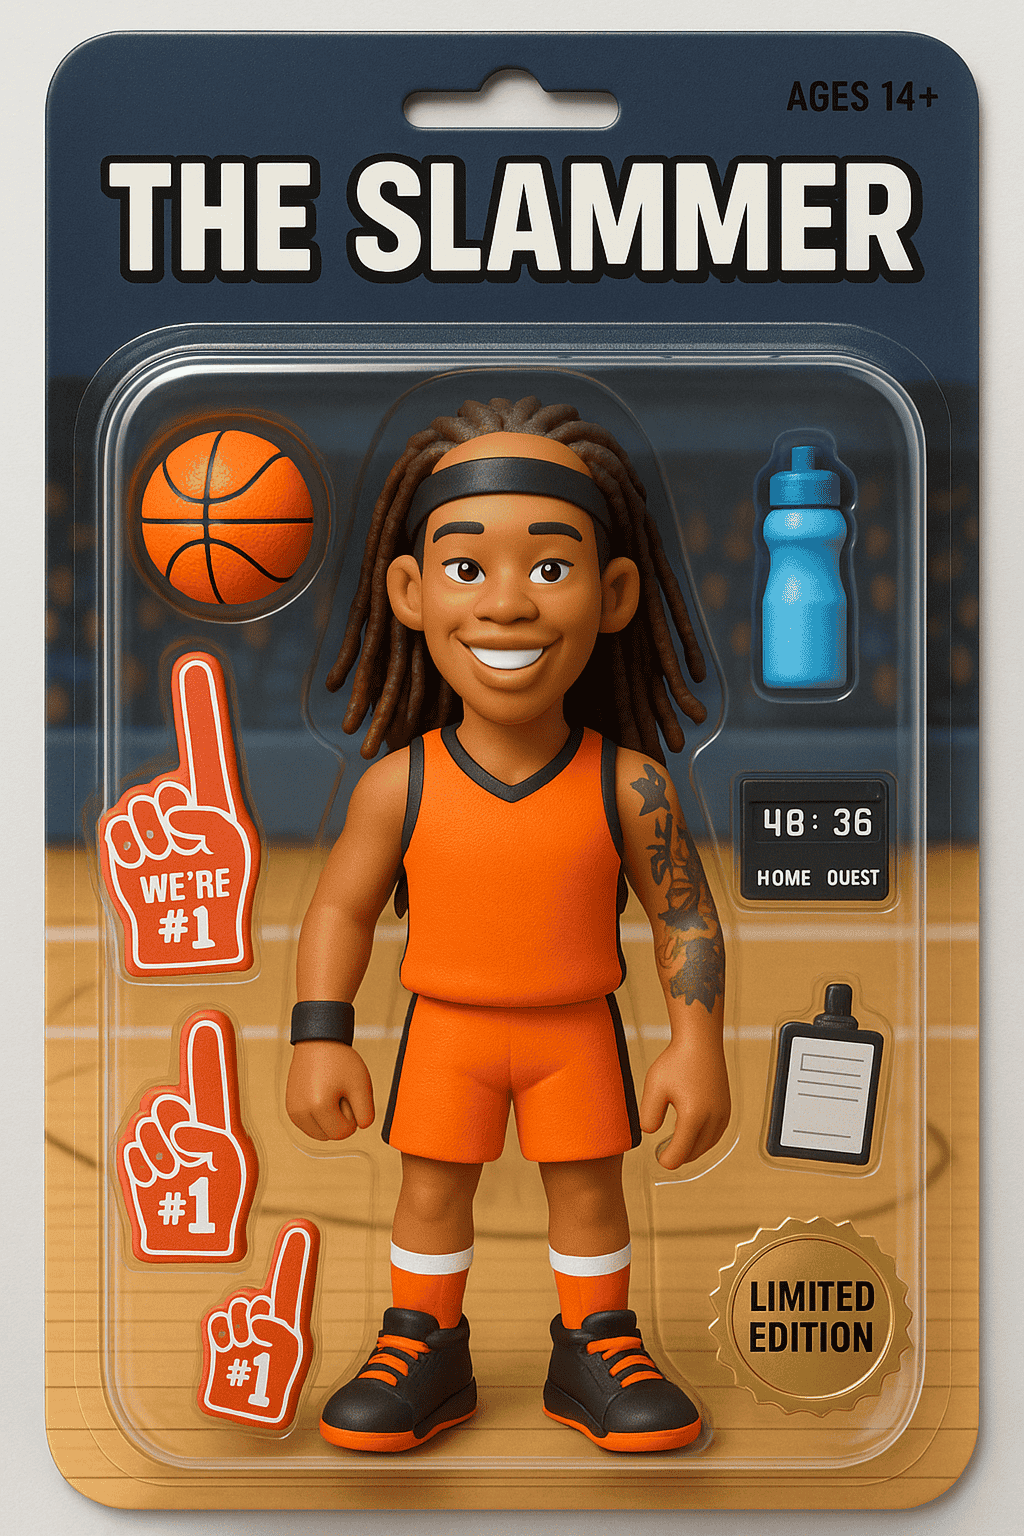 AGES 14+
THE SLAMMER
WE'RE
#1
48:36
HOME OUEST
#1
#1
LIMITED
EDITION